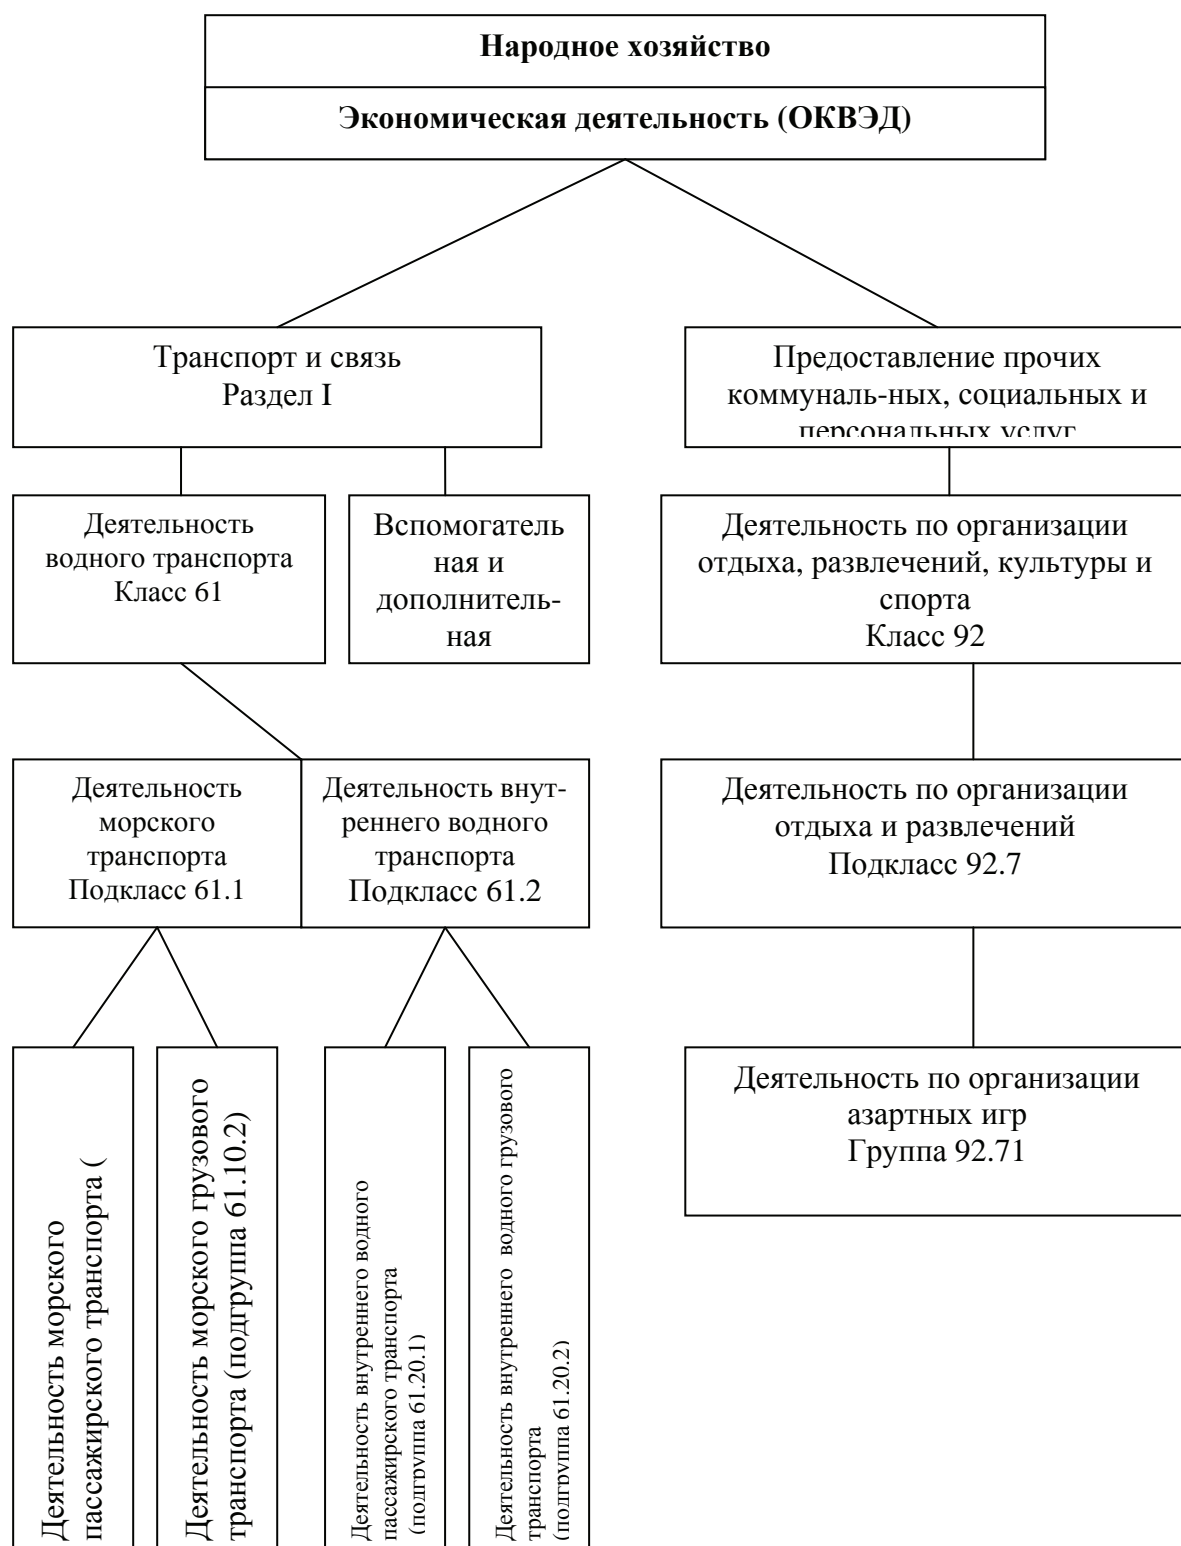 Народное хозяйство
Экономическая деятельность (ОКВЭД)
Транспорт и связь
Раздел I
Предоставление прочих
коммуналь-ных, социальных и
персональных услуг
Деятельность
водного транспорта
Класс 61
Вспомогатель
ная и
дополнитель-
ная
Деятельность по организации
отдыха, развлечений, культуры и
спорта
Класс 92
Деятельность
морского
транспорта
Подкласс 61.1
Деятельность внут-
реннего водного
транспорта
Подкласс 61.2
Деятельность по организации
отдыха и развлечений
Подкласс 92.7
Деятельность морского
пассажирского транспорта (
Деятельность морского грузового
транспорта (подгруппа 61.10.2)
Деятельность внутреннего водного
пассажирского транспорта
(подгруппа 61.20.1)
Деятельность внутреннего водного грузового
транспорта
(подгруппа 61.20.2)
Деятельность по организации
азартных игр
Группа 92.71